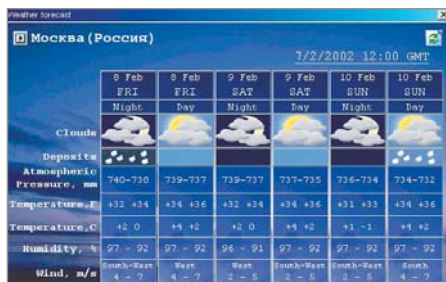 Weather forecast
Москва (Россия)
7/2/2002 12:00 GMT
8 Feb 8 Feb 9 Feb 9 Feb 10 Feb 10 Feb
FRI FRI SAT SAT SUN SUN
Night Day Night Day Night Day
Clouds
Deposits
Atmospheric
Pressure, mm 740-738 739-737 739-737 737-735 736-734 734-732
Temperature,F +32 +34 +34 +36 +32 +34 +34 +36 +31 +33 +34 +36
Temperature,C +2 0 +4 +2 +2 0 +4 +2 +1 -1 +4 +2
Humidity, % 97 - 92 97 - 92 96 - 91 97 - 92 97 - 92 97 - 92
Wind, m/s South-West West West South-West South-West South
4 - 7 4 - 7 2 - 5 2 - 5 2 - 5 4 - 7